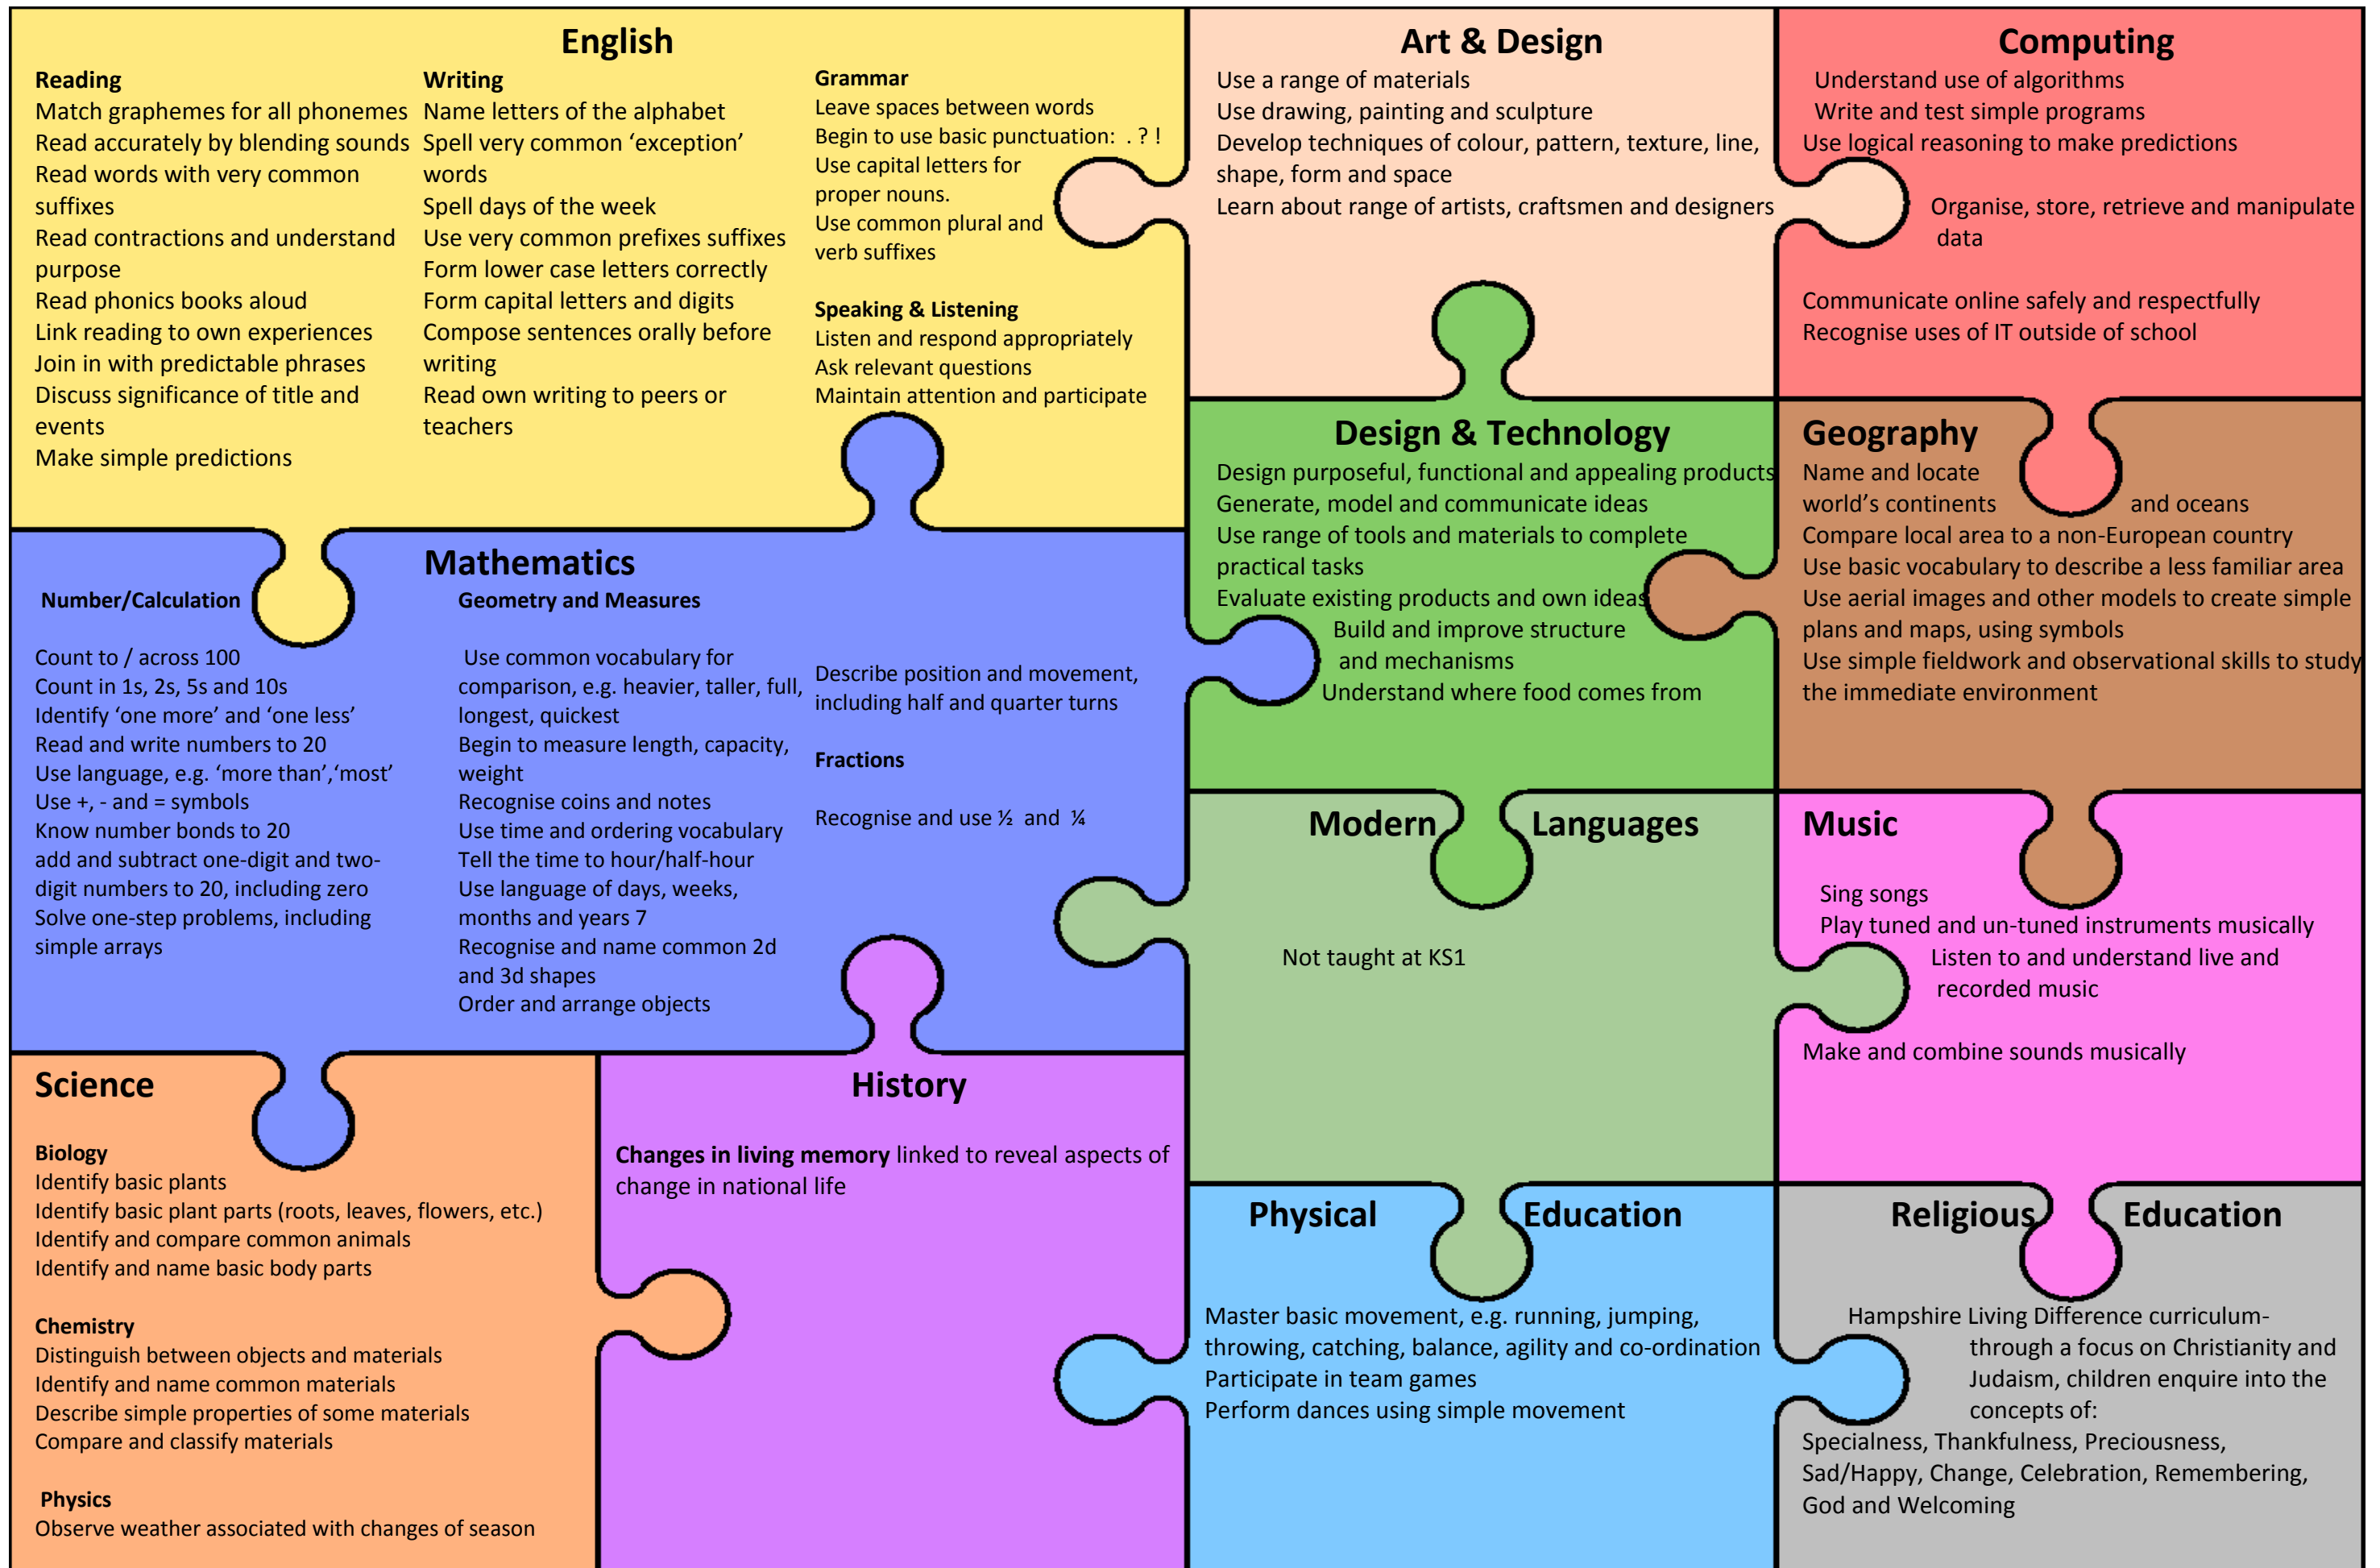 English
Reading
Match graphemes for all phonemes
Read accurately by blending sounds
Read words with very common
suffixes
Read contractions and understand
purpose
Read phonics books aloud
Link reading to own experiences
Join in with predictable phrases
Discuss significance of title and
events
Make simple predictions
Writing
Name letters of the alphabet
Spell very common ‘exception’
words
Spell days of the week
Use very common prefixes suffixes
Form lower case letters correctly
Form capital letters and digits
Compose sentences orally before
writing
Read own writing to peers or
teachers
Grammar
Leave spaces between words
Begin to use basic punctuation: . ? !
Use capital letters for
proper nouns.
Use common plural and
verb suffixes
Speaking & Listening
Listen and respond appropriately
Ask relevant questions
Maintain attention and participate
Art & Design
Use a range of materials
Use drawing, painting and sculpture
Develop techniques of colour, pattern, texture, line,
shape, form and space
Learn about range of artists, craftsmen and designers
Computing
Understand use of algorithms
Write and test simple programs
Use logical reasoning to make predictions
Organise, store, retrieve and manipulate
data
Communicate online safely and respectfully
Recognise uses of IT outside of school
Mathematics
Number/Calculation
Count to / across 100
Count in 1s, 2s, 5s and 10s
Identify ‘one more’ and ‘one less’
Read and write numbers to 20
Use language, e.g. ‘more than’,‘most’
Use +, - and = symbols
Know number bonds to 20
add and subtract one-digit and two-
digit numbers to 20, including zero
Solve one-step problems, including
simple arrays
Geometry and Measures
Use common vocabulary for
comparison, e.g. heavier, taller, full,
longest, quickest
Begin to measure length, capacity,
weight
Recognise coins and notes
Use time and ordering vocabulary
Tell the time to hour/half-hour
Use language of days, weeks,
months and years 7
Recognise and name common 2d
and 3d shapes
Order and arrange objects
Describe position and movement,
including half and quarter turns
Fractions
Recognise and use ½ and ¼
Design & Technology
Design purposeful, functional and appealing products
Generate, model and communicate ideas
Use range of tools and materials to complete
practical tasks
Evaluate existing products and own ideas
Build and improve structure
and mechanisms
Understand where food comes from
Geography
Name and locate
world’s continents and oceans
Compare local area to a non-European country
Use basic vocabulary to describe a less familiar area
Use aerial images and other models to create simple
plans and maps, using symbols
Use simple fieldwork and observational skills to study
the immediate environment
Modern Languages
Not taught at KS1
Music
Sing songs
Play tuned and un-tuned instruments musically
Listen to and understand live and
recorded music
Make and combine sounds musically
Science
Biology
Identify basic plants
Identify basic plant parts (roots, leaves, flowers, etc.)
Identify and compare common animals
Identify and name basic body parts
Chemistry
Distinguish between objects and materials
Identify and name common materials
Describe simple properties of some materials
Compare and classify materials
Physics
Observe weather associated with changes of season
History
Changes in living memory linked to reveal aspects of
change in national life
Physical Education
Master basic movement, e.g. running, jumping,
throwing, catching, balance, agility and co-ordination
Participate in team games
Perform dances using simple movement
Religious Education
Hampshire Living Difference curriculum-
through a focus on Christianity and
Judaism, children enquire into the
concepts of:
Specialness, Thankfulness, Preciousness,
Sad/Happy, Change, Celebration, Remembering,
God and Welcoming